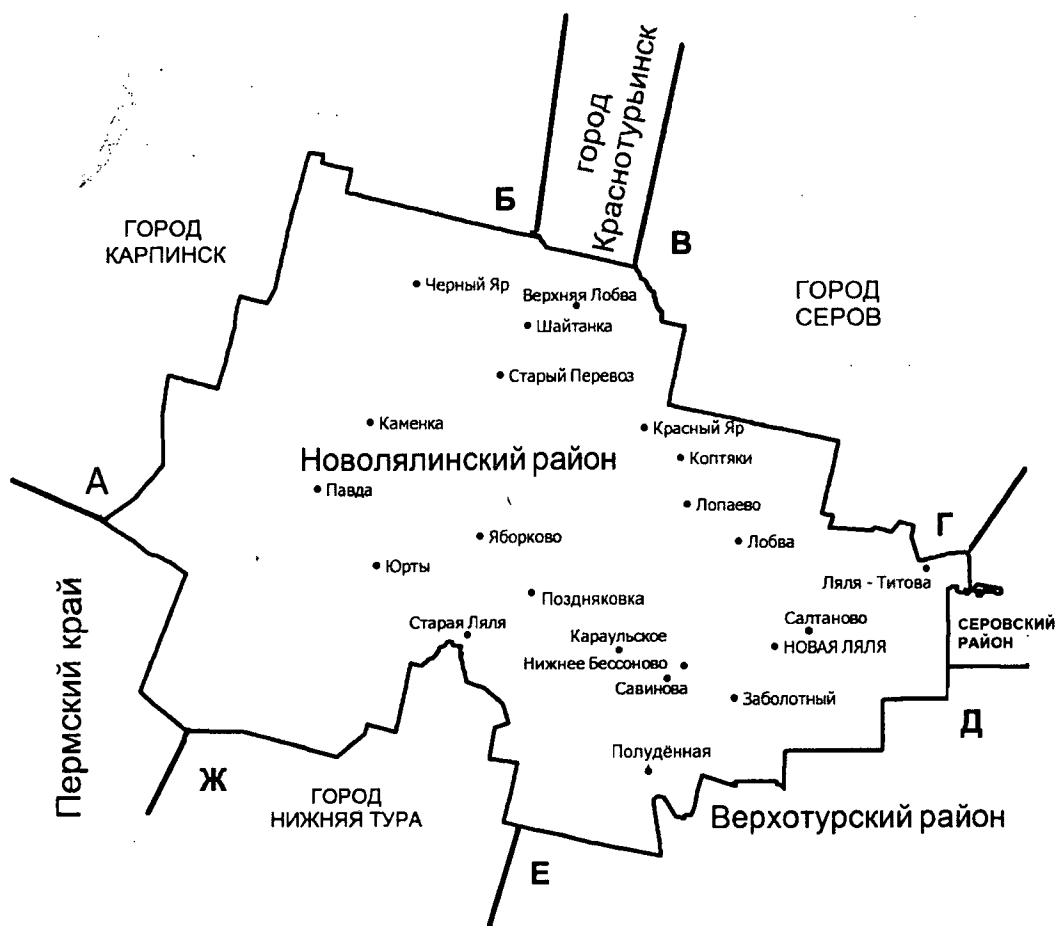 город
Краснотурьинск
Б
В
ГОРОД
КАРПИНСК
ГОРОД
СЕРОВ
Черный Яр
Верхняя Лобва
Шайтанка
Старый Перевоз
Каменка
Красный Яр
Новолялинский район
Коптяки
А
Павда
Лопаево
Г
Яборково
Лобва
Юрты
Ляля - Титова
Поздняковка
Старая Ляля
Салтаново
СЕРОВСКИЙ
РАЙОН
Караульское
НОВАЯ ЛЯЛЯ
Нижнее Бессоново
Савинова
Заболотный
Пермский край
Д
Полудённая
Ж
ГОРОД
НИЖНЯЯ ТУРА
Верхотурский район
Е